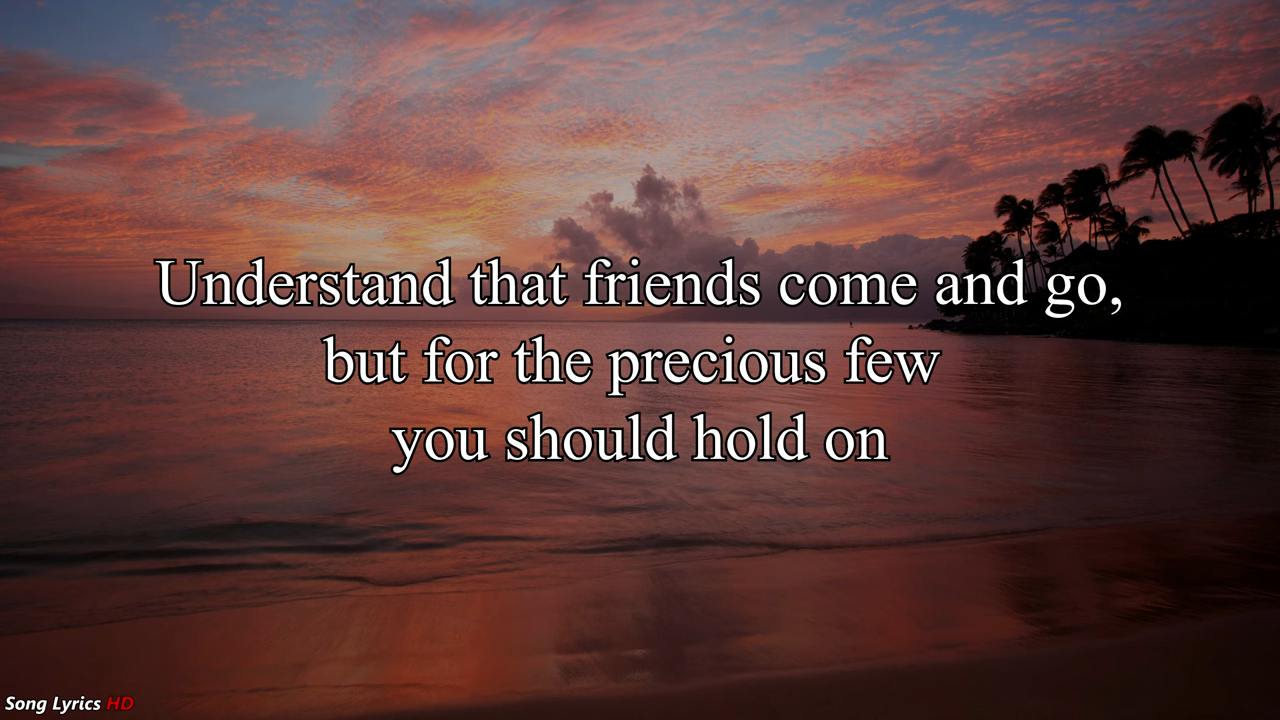 Understand that friends come and go,
but for the precious few
you should hold on
Song Lyrics HD